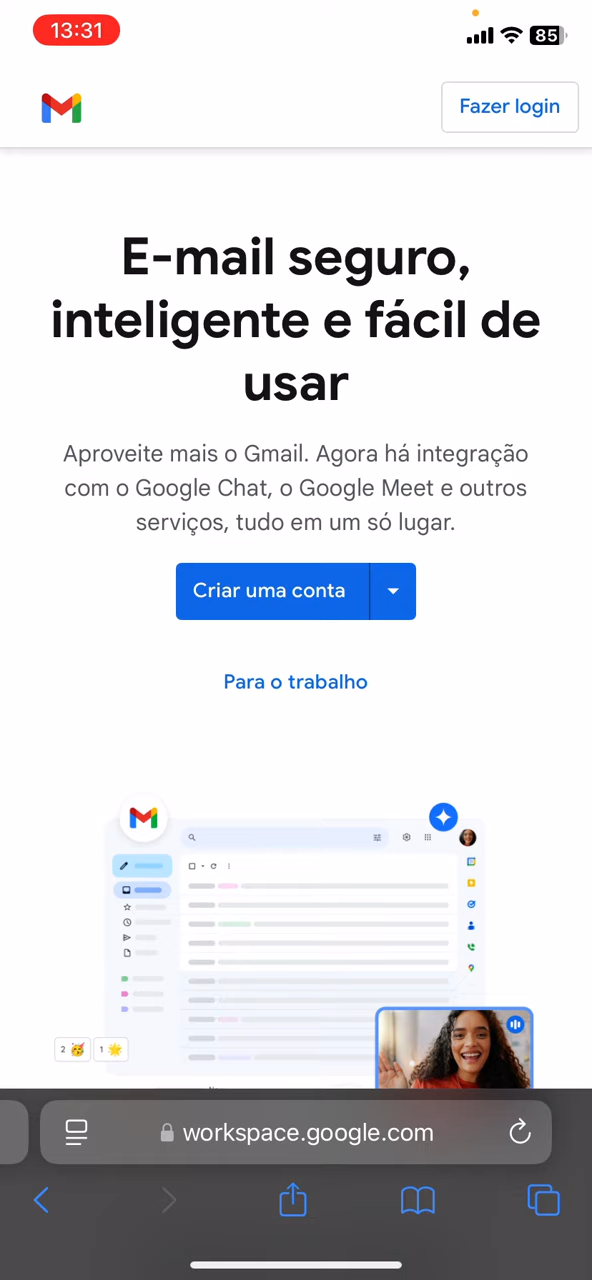 13:31
85
Fazer login
E-mail seguro,
inteligente e fácil de
usar
Aproveite mais o Gmail. Agora há integração
com o Google Chat, o Google Meet e outros
serviços, tudo em um só lugar.
Criar uma conta
Para o trabalho
2
1
workspace.google.com